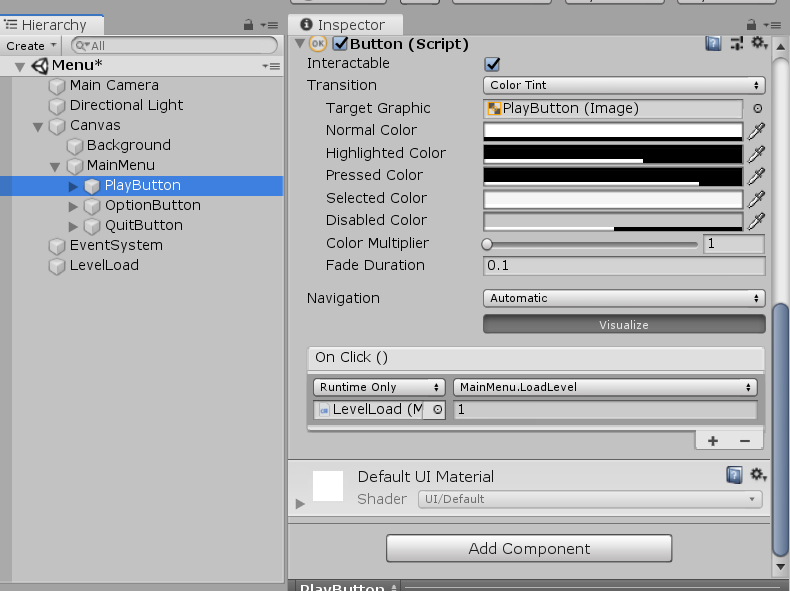 Hierarchy
Create
All
Menu*
Main Camera
Directional Light
Canvas
Background
MainMenu
PlayButton
OptionButton
QuitButton
EventSystem
LevelLoad
Inspector
OK Button (Script)
Interactable
Transition Color Tint
Target Graphic PlayButton (Image)
Normal Color
Highlighted Color
Pressed Color
Selected Color
Disabled Color
Color Multiplier 1
Fade Duration 0.1
Navigation Automatic
Visualize
On Click ()
Runtime Only MainMenu.LoadLevel
LevelLoad (M 1
Default UI Material
Shader UI/Default
Add Component
PlayButton